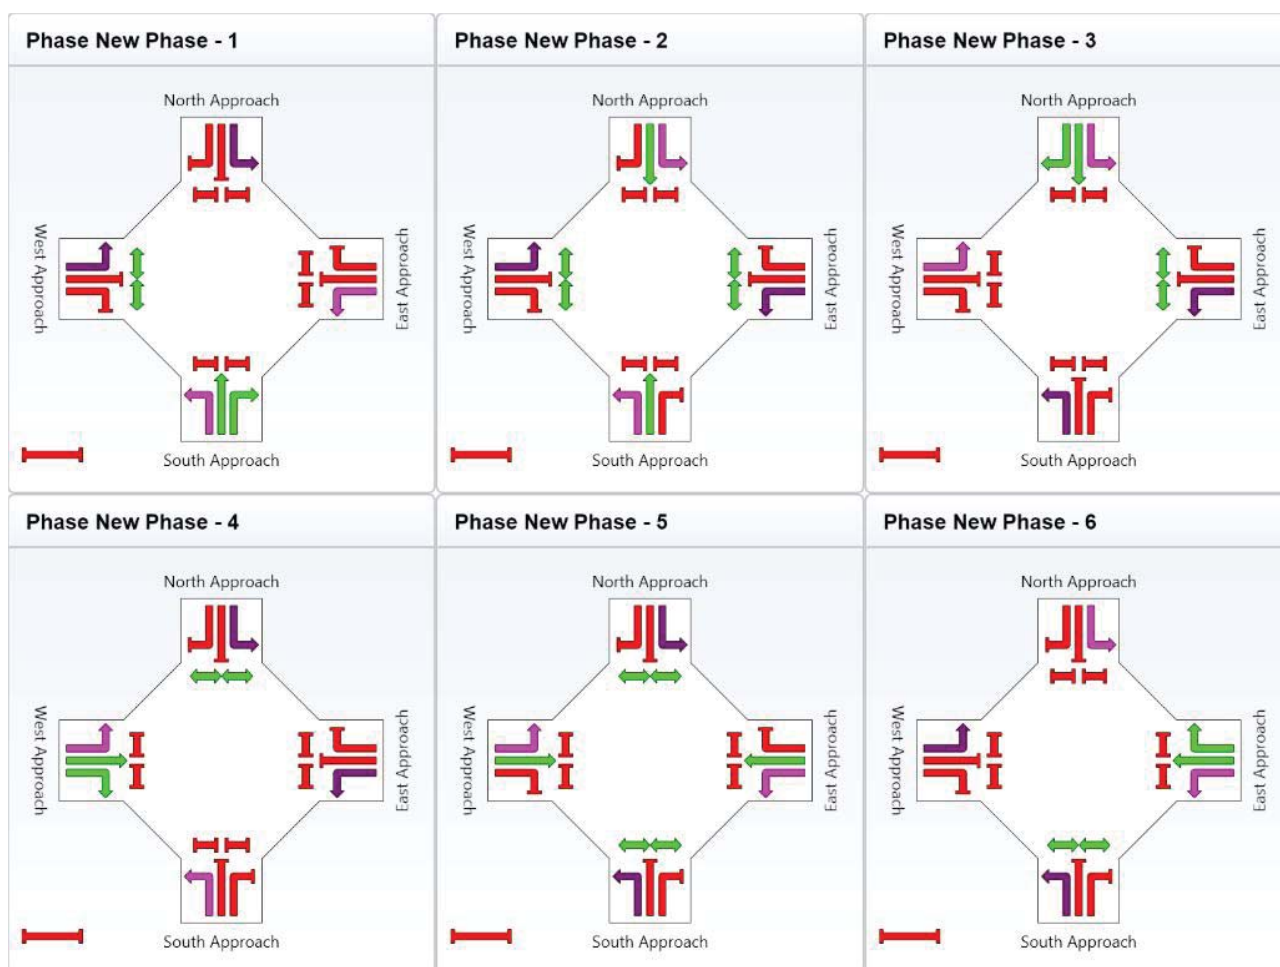 Phase New Phase - 1
North Approach
West Approach
East Approach
South Approach
Phase New Phase - 2
North Approach
West Approach
East Approach
South Approach
Phase New Phase - 3
North Approach
West Approach
East Approach
South Approach
Phase New Phase - 4
North Approach
West Approach
East Approach
South Approach
Phase New Phase - 5
North Approach
West Approach
East Approach
South Approach
Phase New Phase - 6
North Approach
West Approach
East Approach
South Approach